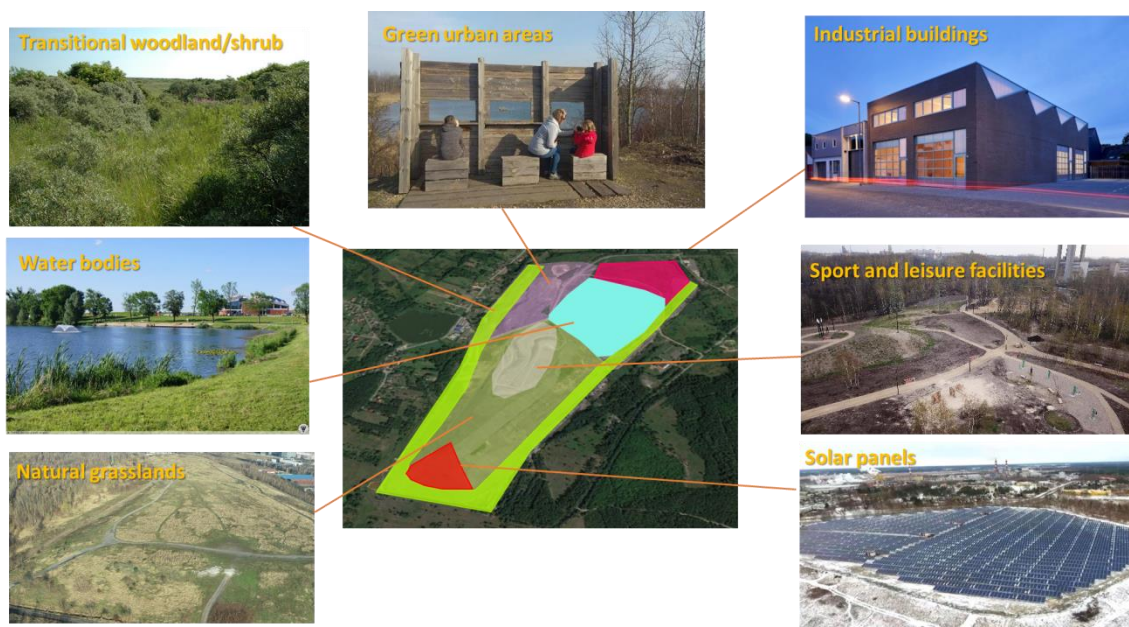 Transitional woodland/shrub
Green urban areas
Industrial buildings
Water bodies
Sport and leisure facilities
Natural grasslands
Solar panels